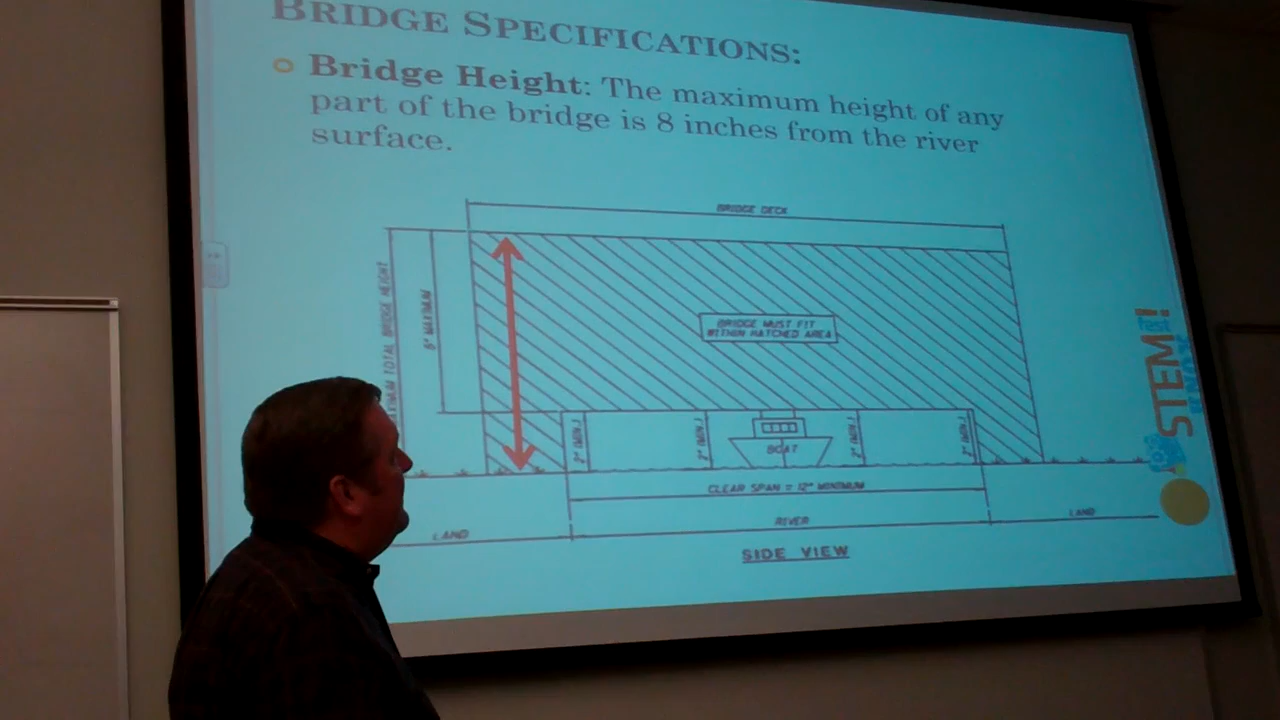 BRIDGE SPECIFICATIONS:
Bridge Height: The maximum height of any
part of the bridge is 8 inches from the river
surface.
BRIDGE DECK
MAXIMUM TOTAL BRIDGE HEIGHT
6" MAXIMUM
BRIDGE MUST FIT
WITHIN HATCHED AREA
2" (MIN.)
2" (MIN.)
BOAT
2" (MIN.)
2" (MIN.)
CLEAR SPAN = 12" MINIMUM
LAND
RIVER
LAND
SIDE VIEW
STEM
fest